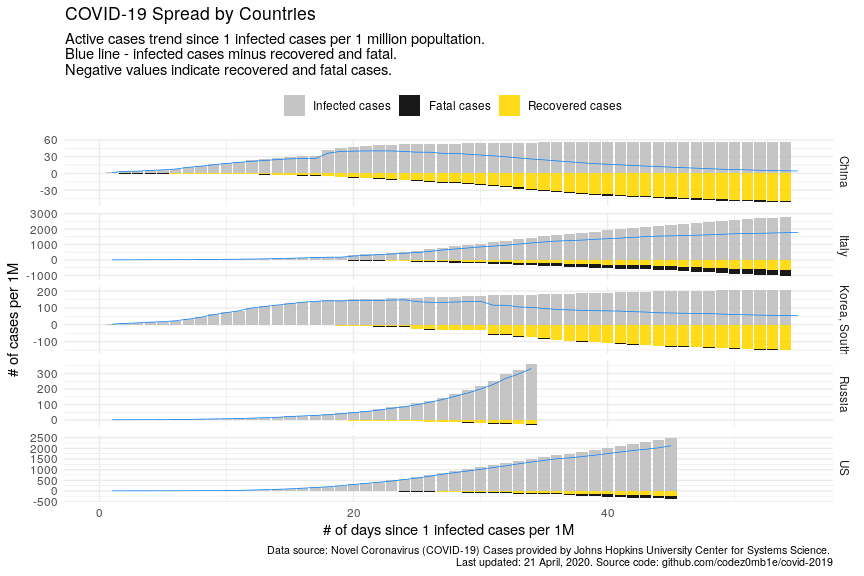 COVID-19 Spread by Countries
Active cases trend since 1 infected cases per 1 million popultation.
Blue line - infected cases minus recovered and fatal.
Negative values indicate recovered and fatal cases.
Infected cases Fatal cases Recovered cases
# of cases per 1M
60
30
0
-30
China
3000
2000
1000
0
-1000
Italy
200
100
0
-100
Korea, South
300
200
100
0
Russia
2500
2000
1500
1000
500
0
-500
US
0 20 40
# of days since 1 infected cases per 1M
Data source: Novel Coronavirus (COVID-19) Cases provided by Johns Hopkins University Center for Systems Science.
Last updated: 21 April, 2020. Source code: github.com/codez0mb1e/covid-2019